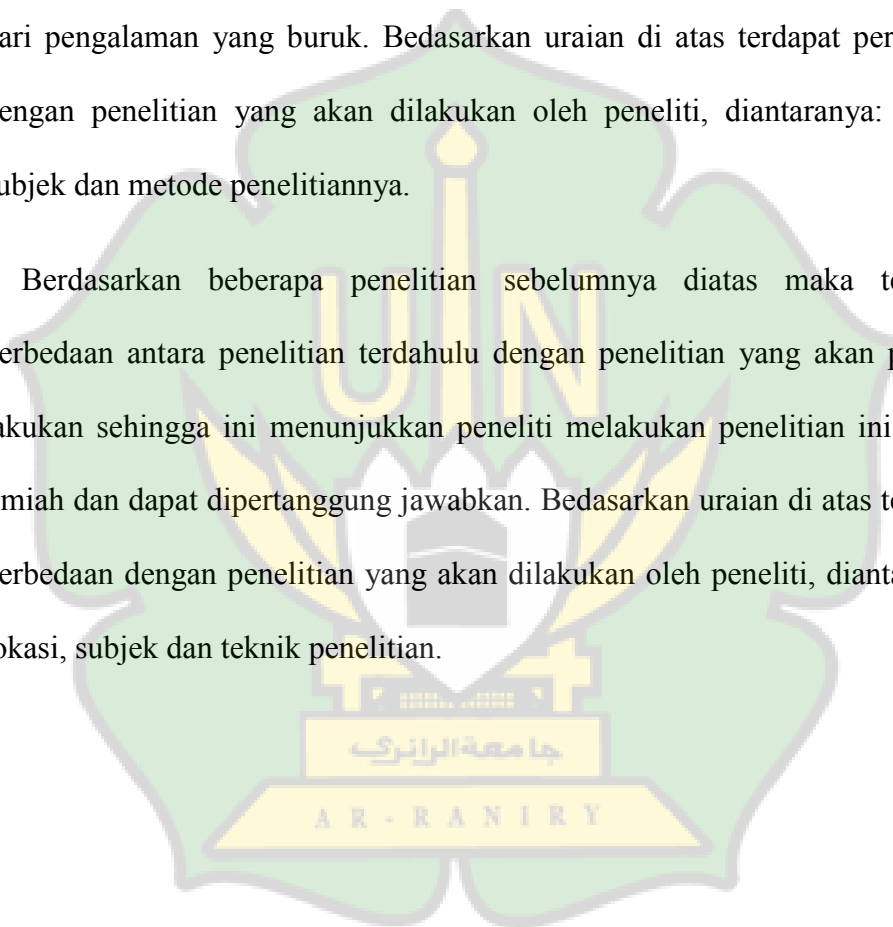 ari pengalaman yang buruk. Bedasarkan uraian di atas terdapat per
engan penelitian yang akan dilakukan oleh peneliti, diantaranya:
ubjek dan metode penelitiannya.
Berdasarkan beberapa penelitian sebelumnya diatas maka te
erbedaan antara penelitian terdahulu dengan penelitian yang akan p
akukan sehingga ini menunjukkan peneliti melakukan penelitian ini
miah dan dapat dipertanggung jawabkan. Bedasarkan uraian di atas te
erbedaan dengan penelitian yang akan dilakukan oleh peneliti, dianta
okasi, subjek dan teknik penelitian.
UIN
جامعة الرانري
AR-RANIRY